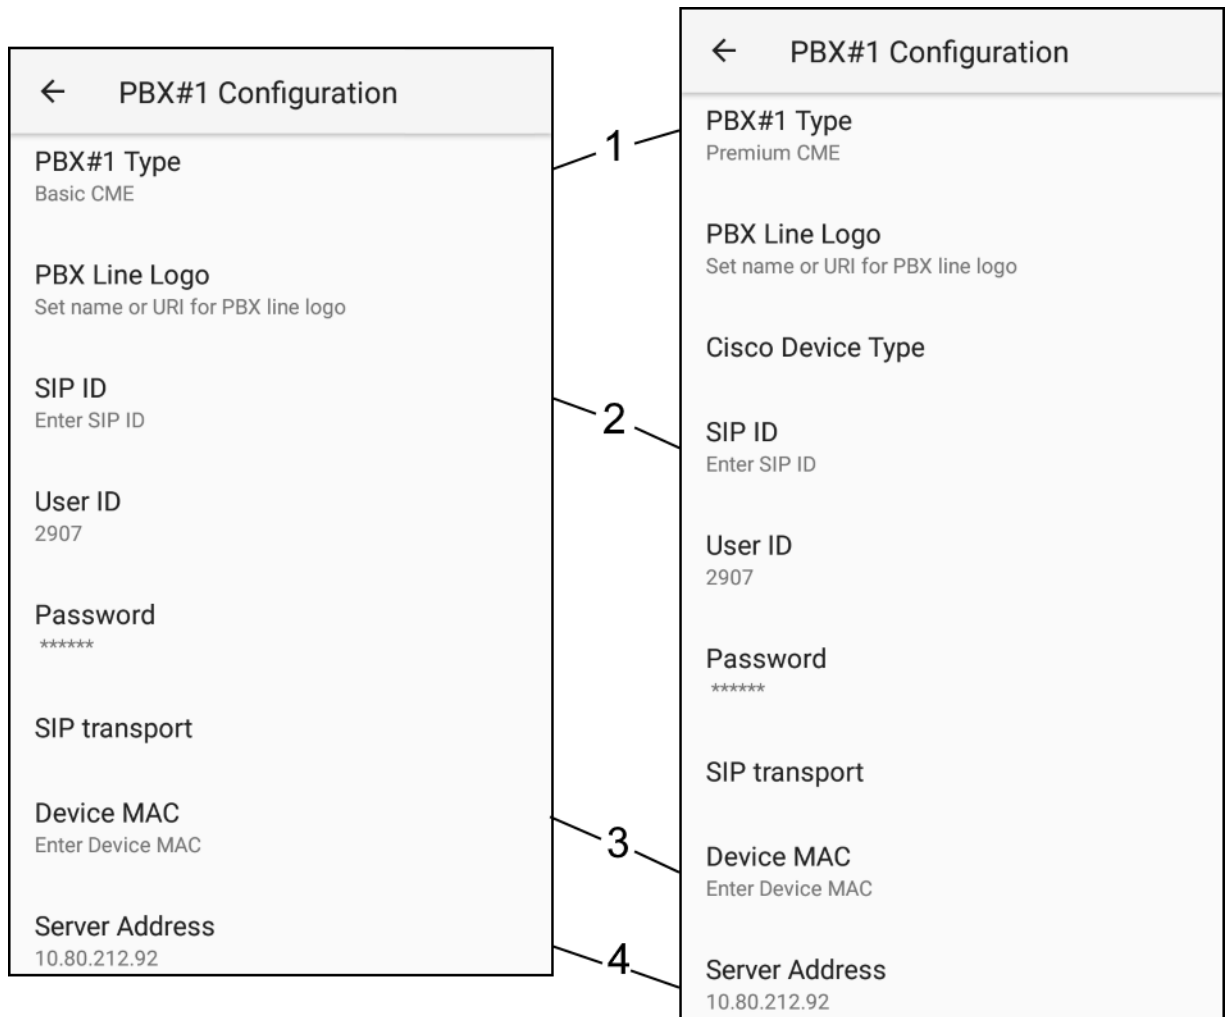 ← PBX#1 Configuration
PBX#1 Type
Basic CME
PBX Line Logo
Set name or URI for PBX line logo
SIP ID
Enter SIP ID
User ID
2907
Password
******
SIP transport
Device MAC
Enter Device MAC
Server Address
10.80.212.92
1
2
3
4
← PBX#1 Configuration
PBX#1 Type
Premium CME
PBX Line Logo
Set name or URI for PBX line logo
Cisco Device Type
SIP ID
Enter SIP ID
User ID
2907
Password
******
SIP transport
Device MAC
Enter Device MAC
Server Address
10.80.212.92